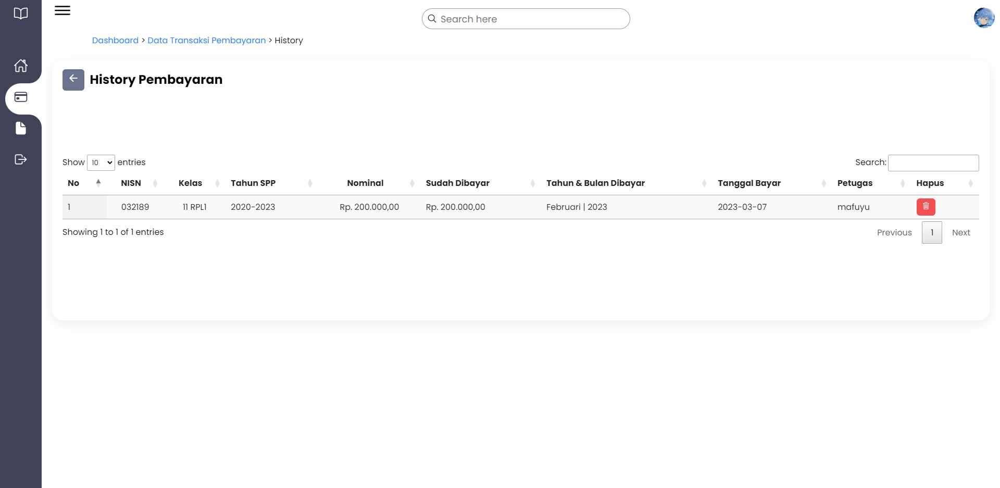 Search here
Dashboard > Data Transaksi Pembayaran > History
History Pembayaran
Show 10 entries
Search:
No NISN Kelas Tahun SPP Nominal Sudah Dibayar Tahun & Bulan Dibayar Tanggal Bayar Petugas Hapus
1 032189 11 RPL1 2020-2023 Rp. 200.000,00 Rp. 200.000,00 Februari | 2023 2023-03-07 mafuyu
Showing 1 to 1 of 1 entries
Previous 1 Next